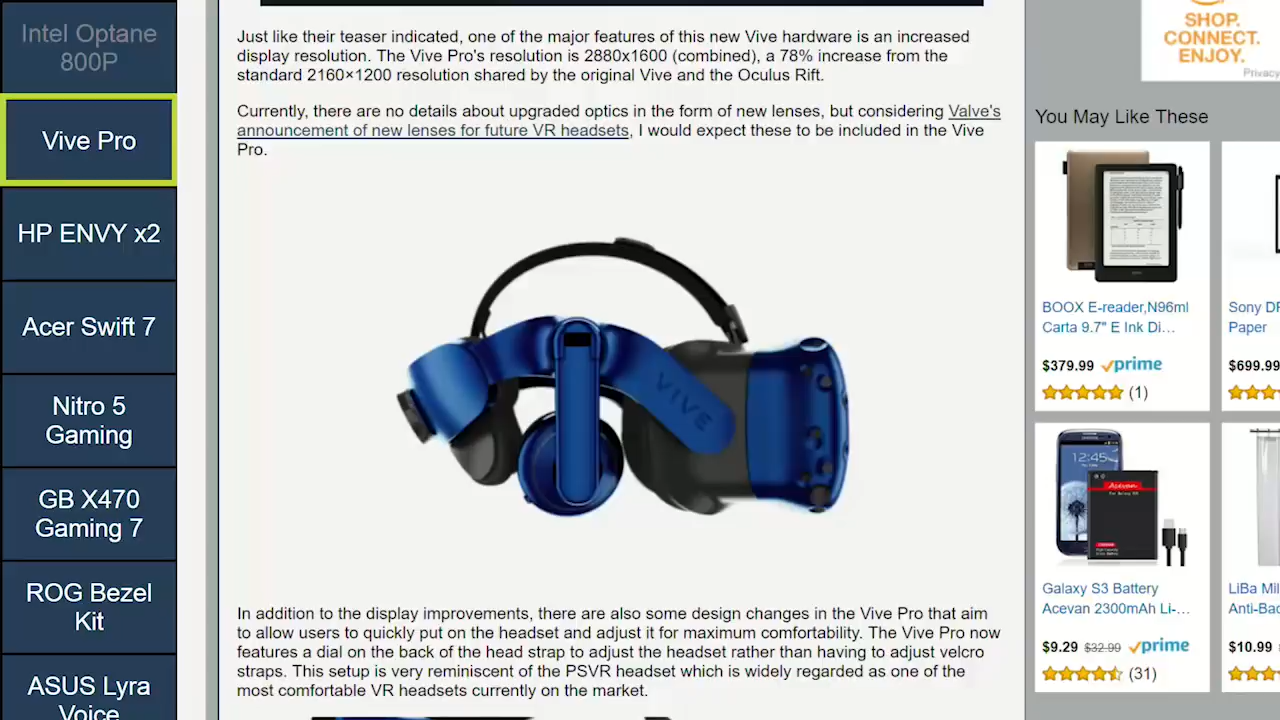 Intel Optane
800P
Vive Pro
HP ENVY x2
Acer Swift 7
Nitro 5
Gaming
GB X470
Gaming 7
ROG Bezel
Kit
ASUS Lyra
Voice
Just like their teaser indicated, one of the major features of this new Vive hardware is an increased
display resolution. The Vive Pro's resolution is 2880x1600 (combined), a 78% increase from the
standard 2160×1200 resolution shared by the original Vive and the Oculus Rift.
Currently, there are no details about upgraded optics in the form of new lenses, but considering Valve's
announcement of new lenses for future VR headsets, I would expect these to be included in the Vive
Pro.
VIVE
In addition to the display improvements, there are also some design changes in the Vive Pro that aim
to allow users to quickly put on the headset and adjust it for maximum comfortability. The Vive Pro now
features a dial on the back of the head strap to adjust the headset rather than having to adjust velcro
straps. This setup is very reminiscent of the PSVR headset which is widely regarded as one of the
most comfortable VR headsets currently on the market.
SHOP.
CONNECT.
ENJOY.
Privacy
You May Like These
BOOX E-reader,N96ml
Carta 9.7" E Ink Di...
$379.99 prime
(1)
Sony DP
Paper
$699.99
12:45
Acevan
Galaxy S3 Battery
Acevan 2300mAh Li-...
$9.29 $32.99 prime
(31)
LiBa Mil
Anti-Bac
$10.99